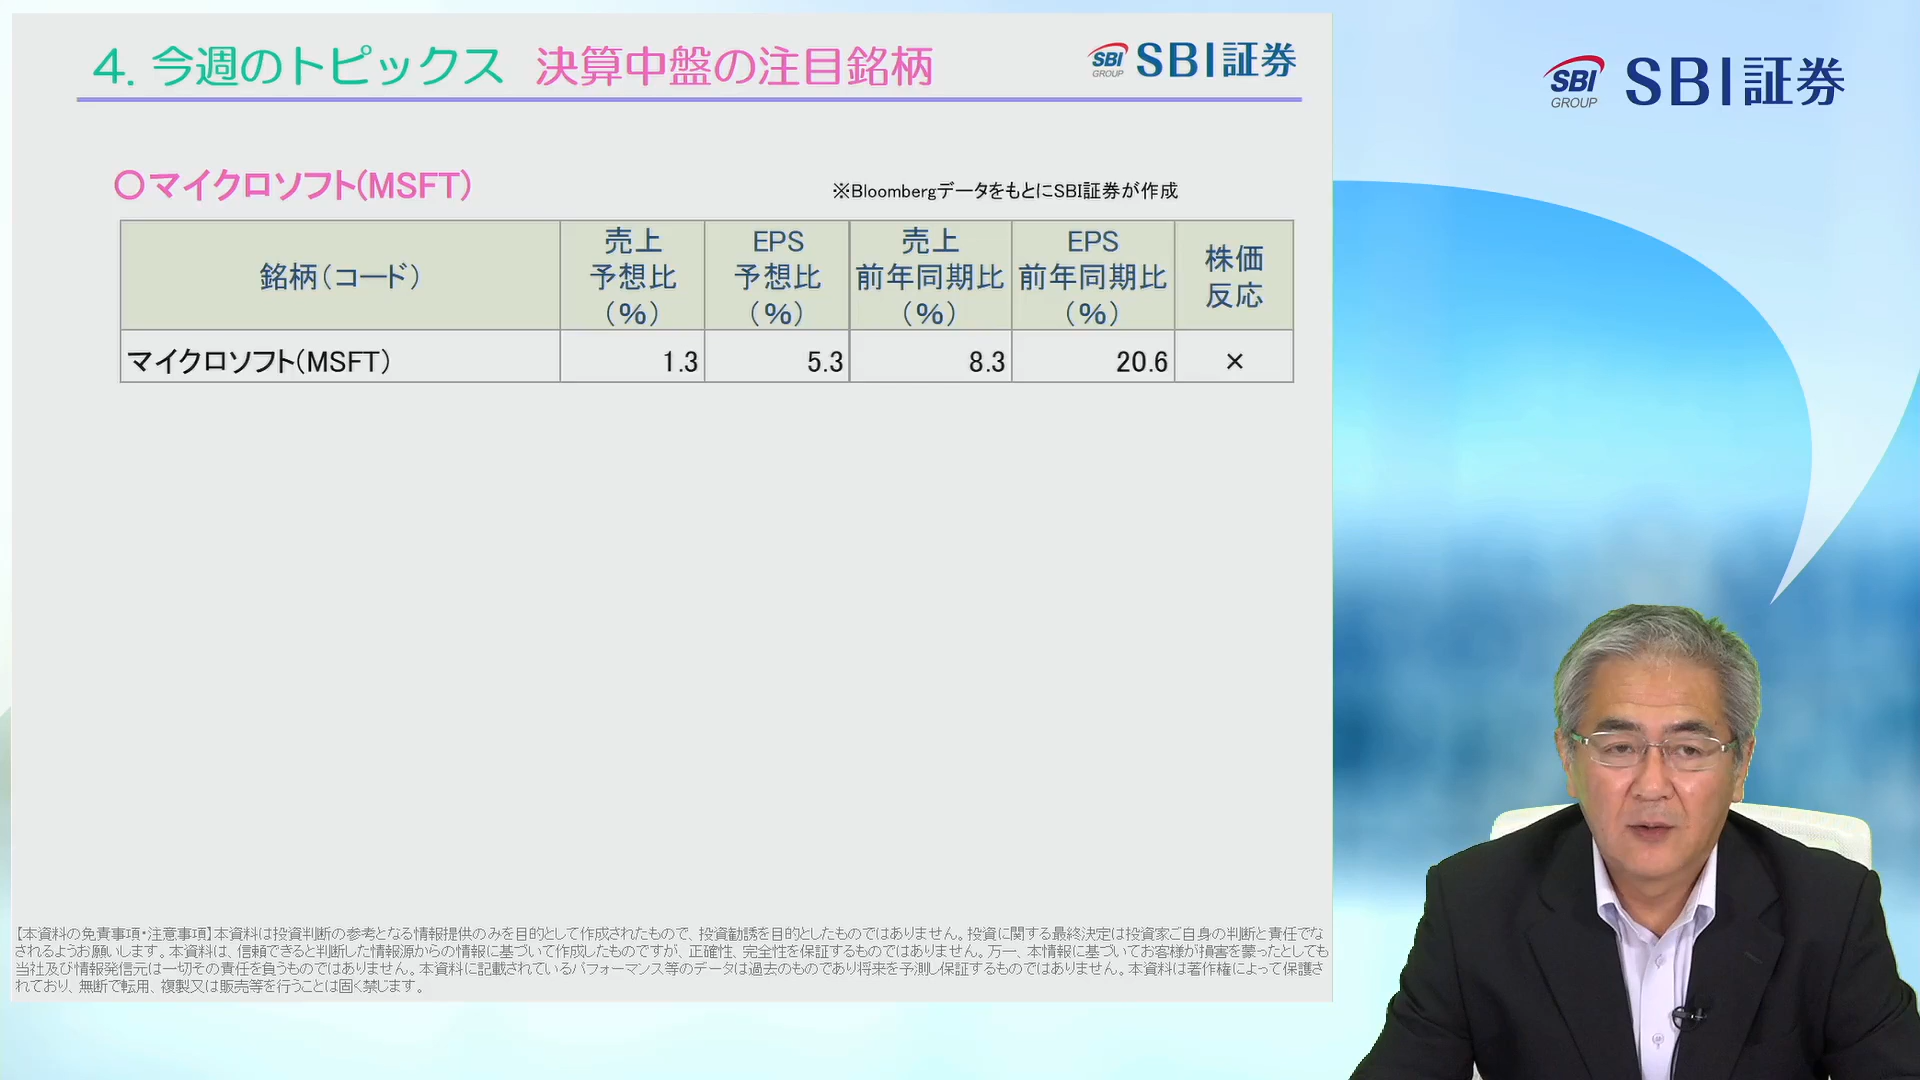 4. 今週のトピックス 決算中盤の注目銘柄
SBI GROUP SBI証券
SBI GROUP SBI証券
〇マイクロソフト(MSFT)
※BloombergデータをもとにSBI証券が作成
銘柄(コード) 売上予想比(%) EPS予想比(%) 売上前年同期比(%) EPS前年同期比(%) 株価反応
マイクロソフト(MSFT) 1.3 5.3 8.3 20.6 ×
【本資料の免責事項・注意事項】本資料は投資判断の参考となる情報提供のみを目的として作成されたもので、投資勧誘を目的としたものではありません。投資に関する最終決定は投資家ご自身の判断と責任でな
されるようお願いします。本資料は、信頼できると判断した情報源からの情報に基づいて作成したものですが、正確性、完全性を保証するものではありません。万一、本情報に基づいてお客様が損害を蒙ったとしても
当社及び情報発信元は一切その責任を負うものではありません。本資料に記載されているパフォーマンス等のデータは過去のものであり将来を予測し保証するものではありません。本資料は著作権によって保護さ
れており、無断で転用、複製又は販売等を行うことは固く禁じます。